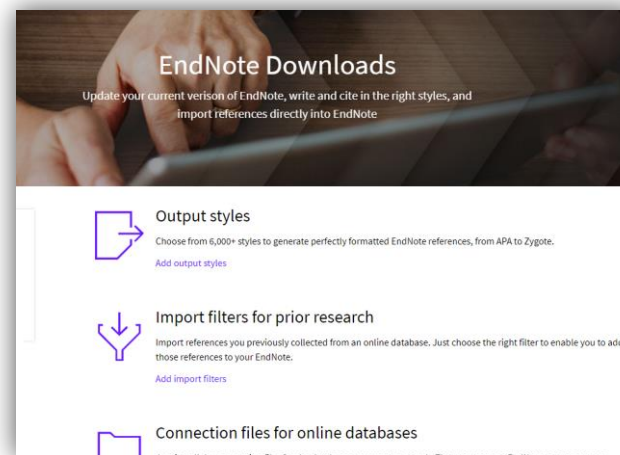 EndNote Downloads
Update your current verison of EndNote, write and cite in the right styles, and
import references directly into EndNote
Output styles
Choose from 6,000+ styles to generate perfectly formatted EndNote references, from APA to Zygote.
Add output styles
Import filters for prior research
Import references you previously collected from an online database. Just choose the right filter to enable you to add
those references to your EndNote.
Add import filters
Connection files for online databases